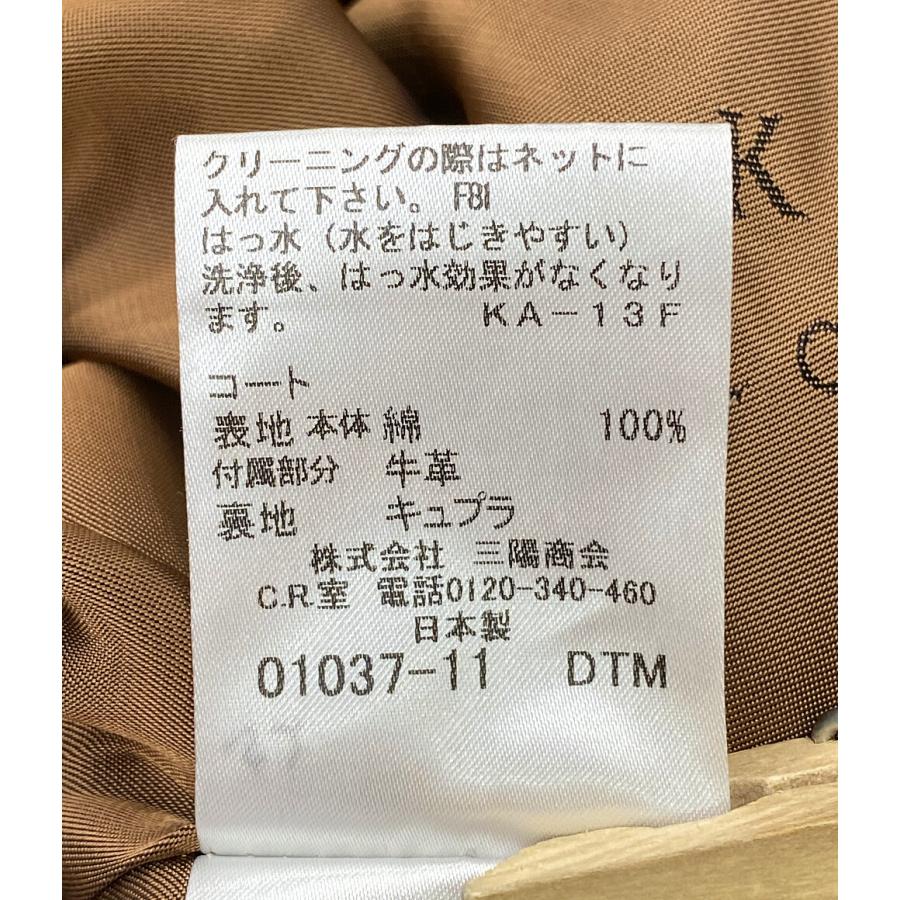 クリーニングの際はネットに
入れて下さい。 F81
はっ水（水をはじきやすい）
洗浄後、はっ水効果がなくなり
ます。 KA-13F
コート
表地 本体 綿 100%
付属部分 牛革
裏地 キュプラ
株式会社 三陽商会
C.R.室 電話0120-340-460
日本製
01037-11 DTM
K